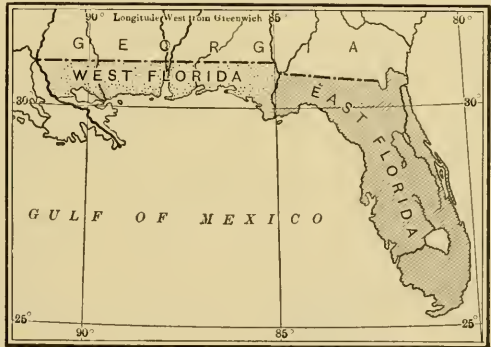 90° Longitude West from Greenwich 85° 80°
GEORGIA
WEST FLORIDA
30° 30°
EAST FLORIDA
GULF OF MEXICO
25° 25°
90° 85°